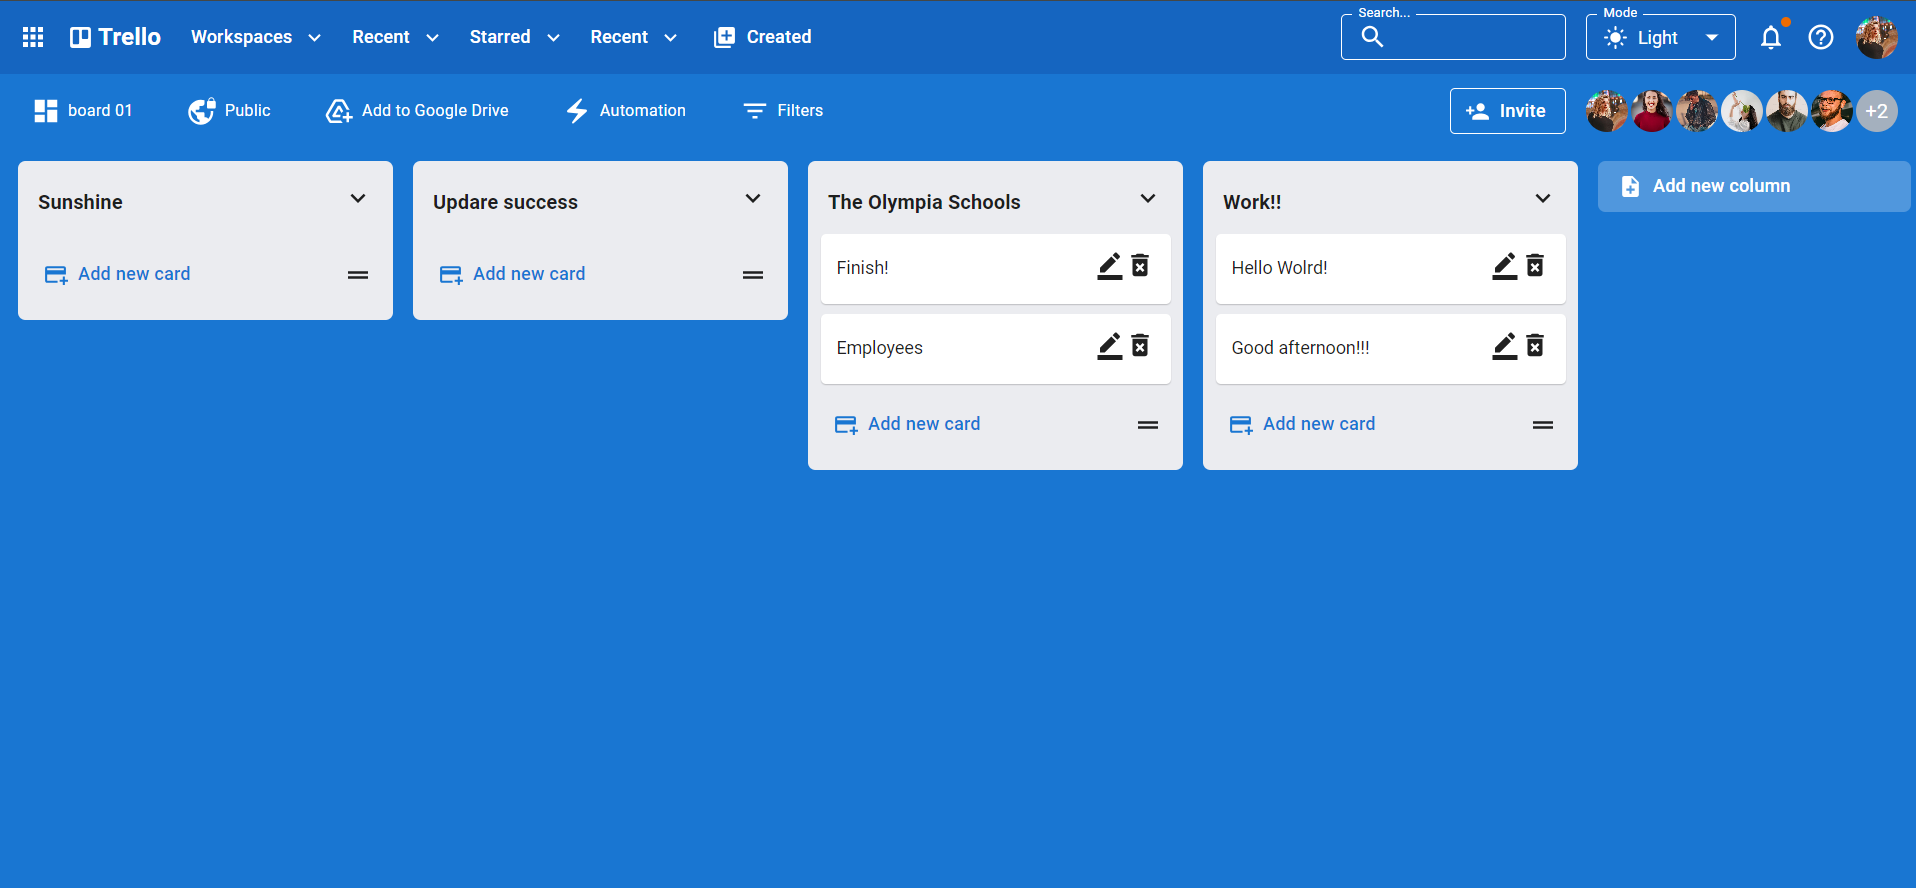 Trello Workspaces Recent Starred Recent Created Search... Mode Light
board 01 Public Add to Google Drive Automation Filters Invite +2
Sunshine
Add new card
Updare success
Add new card
The Olympia Schools
Finish!
Employees
Add new card
Work!!
Hello Wolrd!
Good afternoon!!!
Add new card
Add new column